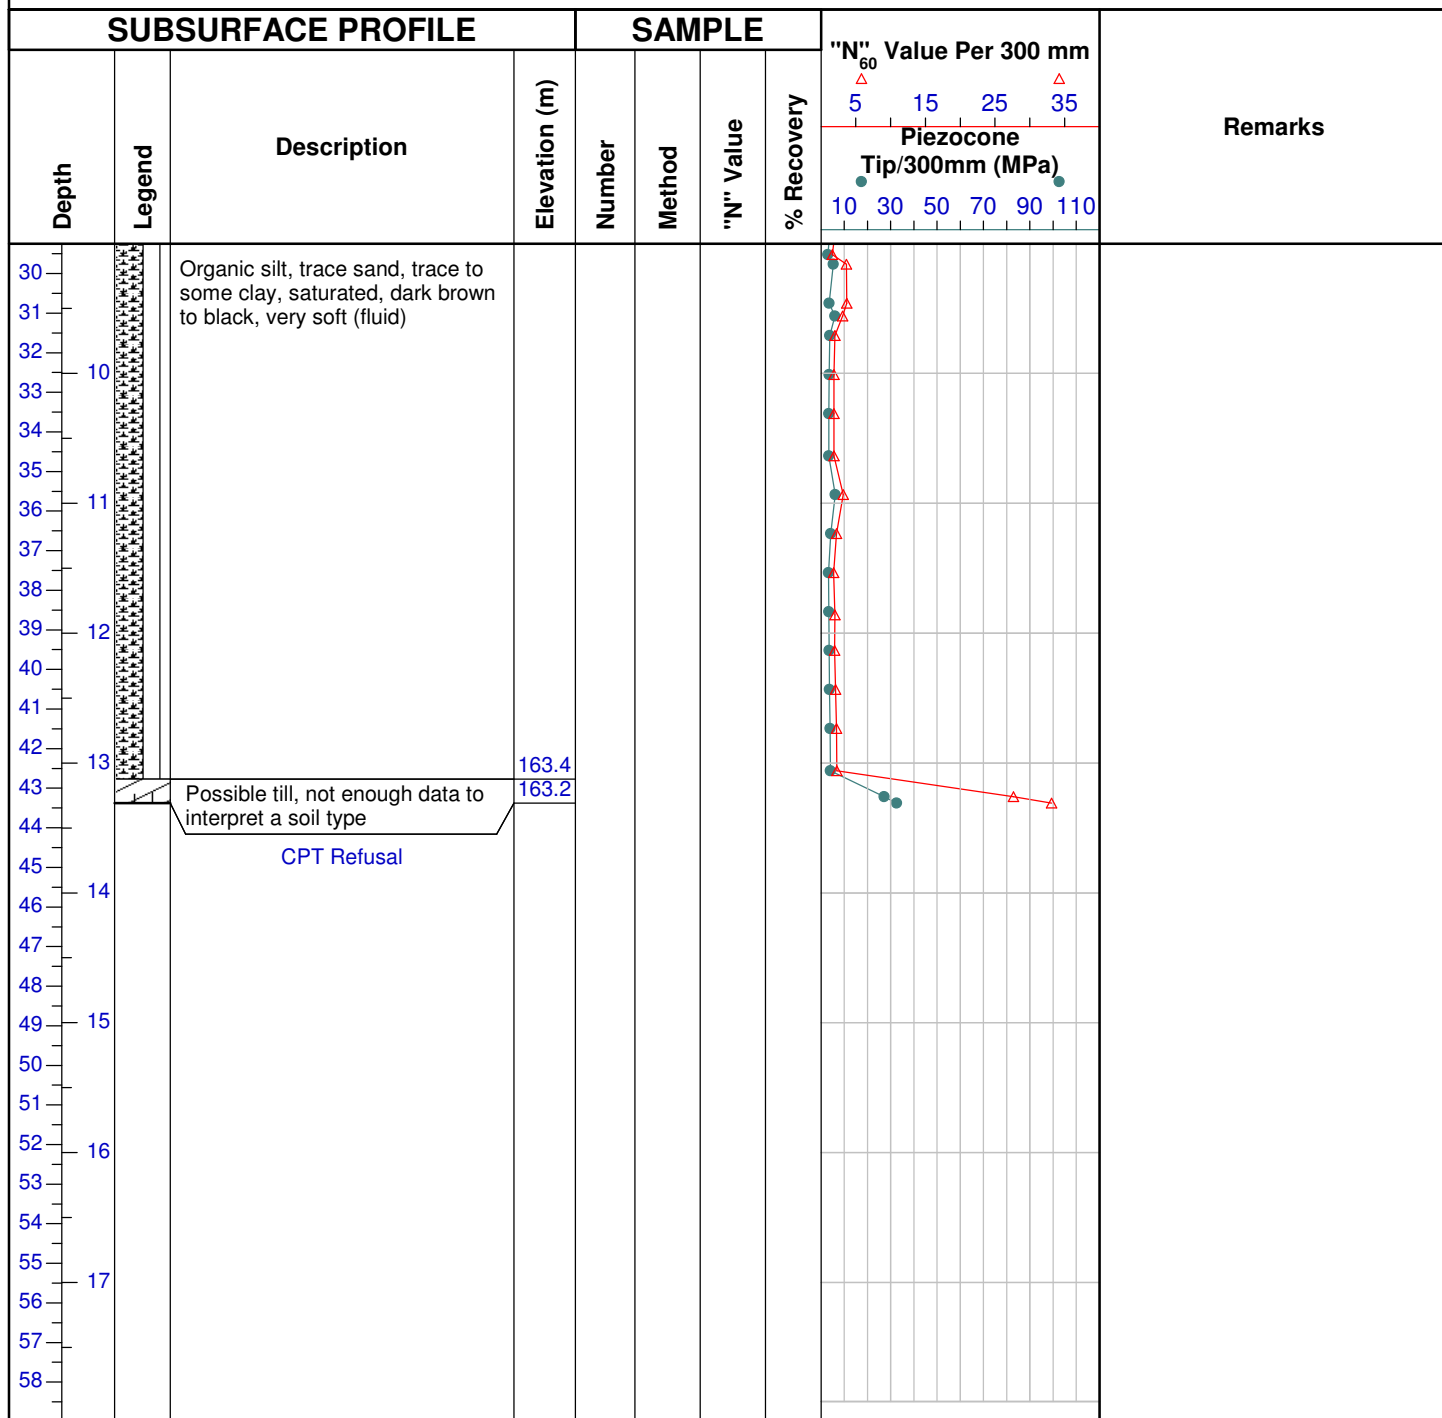 SUBSURFACE PROFILE
SAMPLE
"N"60 Value Per 300 mm
5 15 25 35
Piezocone
Tip/300mm (MPa)
10 30 50 70 90 110
Remarks
Depth
Legend
Description
Elevation (m)
Number
Method
"N" Value
% Recovery
Organic silt, trace sand, trace to
some clay, saturated, dark brown
to black, very soft (fluid)
30
31
32
10
33
34
35
11
36
37
38
39
12
40
41
42
13
163.4
43
163.2
Possible till, not enough data to
interpret a soil type
44
CPT Refusal
45
14
46
47
48
49
15
50
51
52
16
53
54
55
17
56
57
58